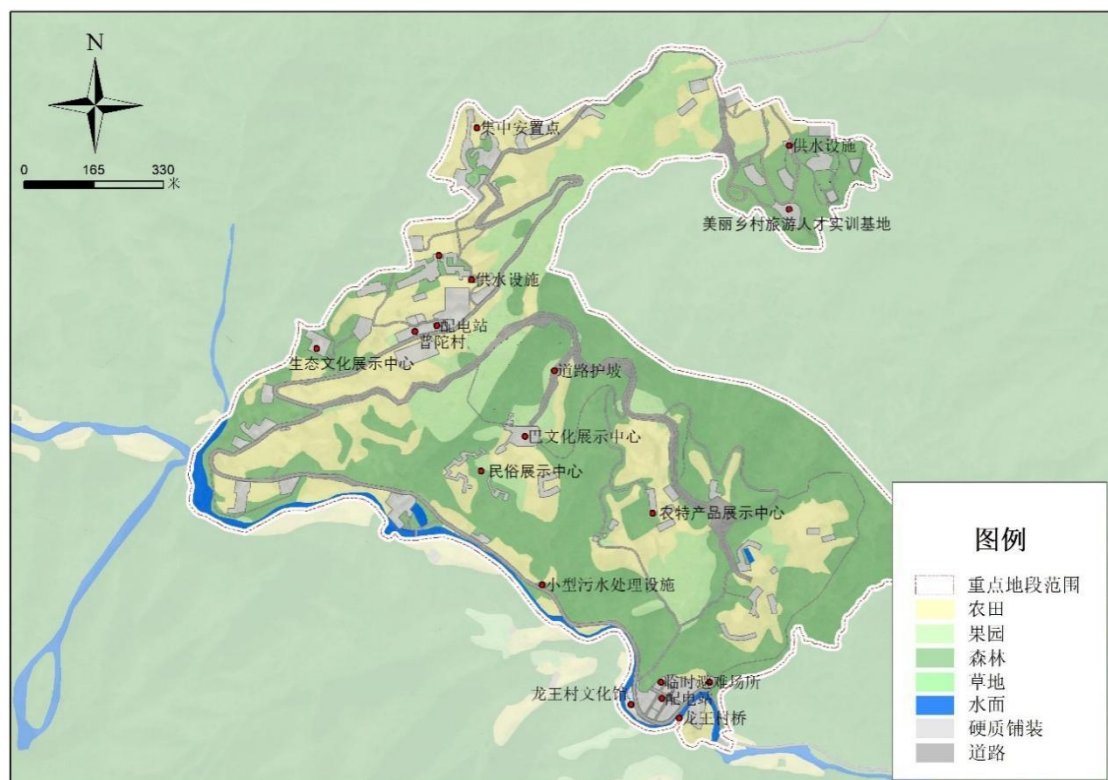 N
0 165 330
米
集中安置点
供水设施
美丽乡村旅游人才实训基地
供水设施
配电站
普陀村
生态文化展示中心
道路护坡
巴文化展示中心
民俗展示中心
农特产品展示中心
小型污水处理设施
临时避难场所
龙王村文化馆
配电站
龙王村桥
图例
重点地段范围
农田
果园
森林
草地
水面
硬质铺装
道路